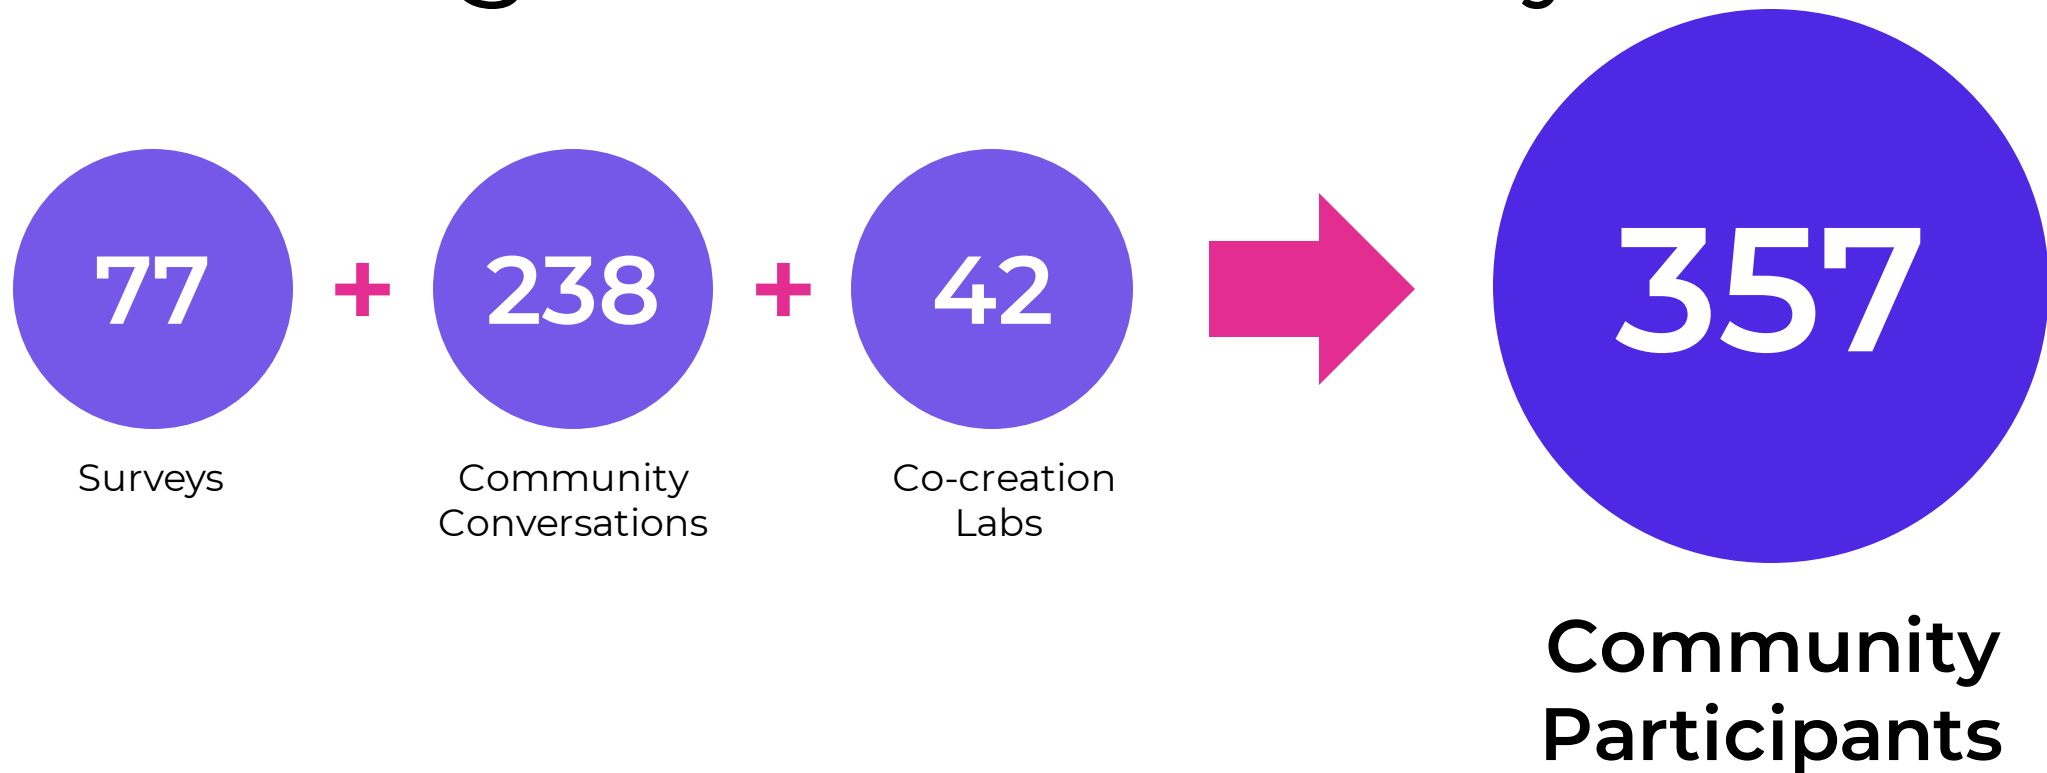 77 + 238 + 42
357
Surveys
Community
Conversations
Co-creation
Labs
Community
Participants